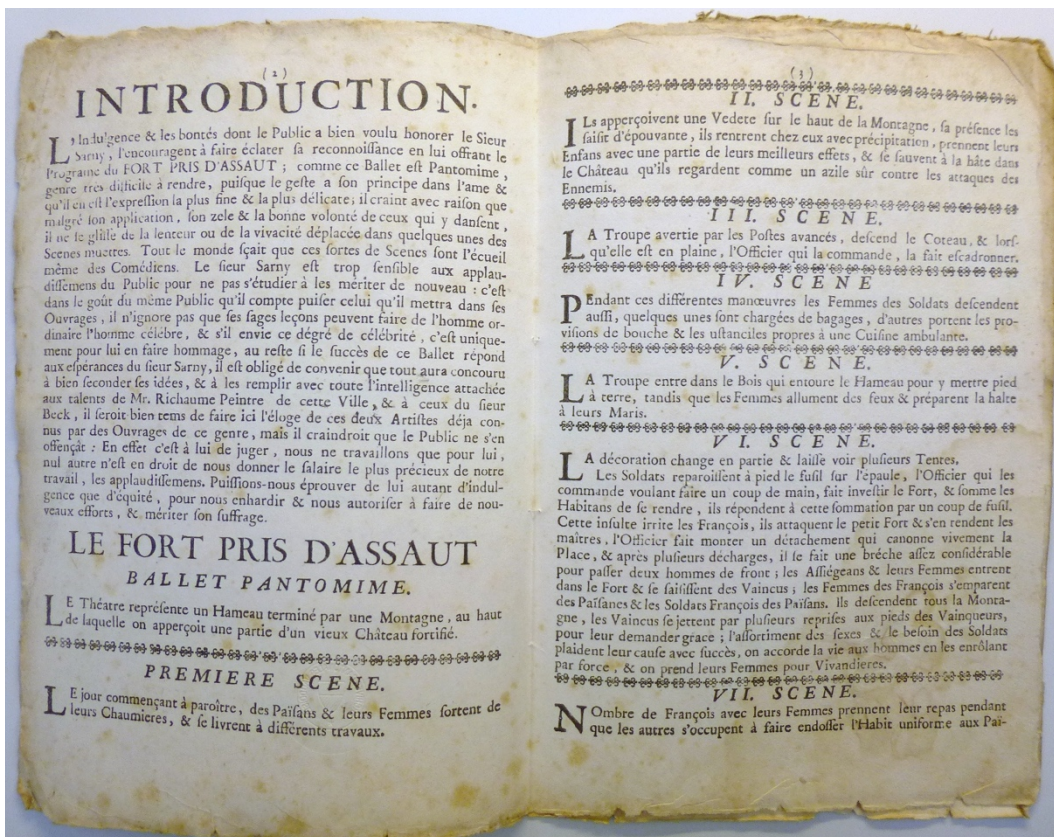 ( 2 )
INTRODUCTION.
L'Indulgence & les bontés dont le Public a bien voulu honorer le Sieur
Sarny, l'encouragent à faire éclater sa reconnoissance en lui offrant le
Programe du FORT PRIS D'ASSAUT ; comme ce Ballet est Pantomime,
genre très difficile à rendre, puisque le geste a son principe dans l'ame &
qu'il en est l'expression la plus fine & la plus délicate; il craint avec raison que
malgré son application, son zele & la bonne volonté de ceux qui y dansent,
il ne se glisse de la lenteur ou de la vivacité déplacée dans quelques unes des
Scenes muettes. Tout le monde sçait que ces sortes de Scenes sont l'écueil
même des Comédiens. Le sieur Sarny est trop sensible aux applau-
dissemens du Public pour ne pas s'étudier à les mériter de nouveau : c'est
dans le goût du même Public qu'il compte puiser celui qu'il mettra dans ses
Ouvrages, il n'ignore pas que ses sages leçons peuvent faire de l'homme or-
dinaire l'homme célébre, & s'il envie ce dégré de célébrité, c'est unique-
ment pour lui en faire hommage, au reste si le succès de ce Ballet répond
aux espérances du sieur Sarny, il est obligé de convenir que tout aura concouru
à bien seconder ses idées, & à les remplir avec toute l'intelligence attachée
aux talents de Mr. Richaume Peintre de cette Ville, & à ceux du sieur
Beck, il seroit bien tems de faire ici l'éloge de ces deux Artistes déja con-
nus par des Ouvrages de ce genre, mais il craindroit que le Public ne s'en
offençât : En effet c'est à lui de juger, nous ne travaillons que pour lui,
nul autre n'est en droit de nous donner le salaire le plus précieux de notre
travail, les applaudissemens. Puissions-nous éprouver de lui autant d'indul-
gence que d'équité, pour nous enhardir & nous autoriser à faire de nou-
veaux efforts, & mériter son suffrage.
LE FORT PRIS D'ASSAUT
BALLET PANTOMIME.
LE Théatre représente un Hameau terminé par une Montagne, au haut
de laquelle on apperçoit une partie d'un vieux Château fortifié.
PREMIERE SCENE.
LE jour commençant à paroître, des Païsans & leurs Femmes sortent de
leurs Chaumieres, & se livrent à différents travaux.
( 3 )
II. SCENE.
ILs apperçoivent une Vedete sur le haut de la Montagne, sa présence les
saisit d'épouvante, ils rentrent chez eux avec précipitation, prennent leurs
Enfans avec une partie de leurs meilleurs effets, & se sauvent à la hâte dans
le Château qu'ils regardent comme un azile sûr contre les attaques des
Ennemis.
III. SCENE.
LA Troupe avertie par les Postes avancés, descend le Coteau, & lors-
qu'elle est en plaine, l'Officier qui la commande, la fait escadronner.
IV. SCENE
PEndant ces différentes manœuvres les Femmes des Soldats descendent
aussi, quelques unes sont chargées de bagages, d'autres portent les pro-
visions de bouche & les ustanciles propres à une Cuisine ambulante.
V. SCENE.
LA Troupe entre dans le Bois qui entoure le Hameau pour y mettre pied
à terre, tandis que les Femmes allument des feux & préparent la halte
à leurs Maris.
VI. SCENE.
LA décoration change en partie & laisse voir plusieurs Tentes.
Les Soldats reparoissent à pied le fusil sur l'épaule, l'Officier qui les
commande voulant faire un coup de main, fait investir le Fort, & somme les
Habitans de se rendre, ils répendent à cette sommation par un coup de fusil.
Cette insulte irrite les François, ils attaquent le petit Fort & s'en rendent les
maîtres, l'Officier fait monter un détachement qui canonne vivement la
Place, & après plusieurs décharges, il se fait une bréche assez considérable
pour passer deux hommes de front ; les Assiégeans & leurs Femmes entrent
dans le Fort & se saisissent des Vaincus ; les Femmes des François s'emparent
des Païsanes & les Soldats François des Païsans. Ils descendent tous la Monta-
gne, les Vaincus se jettent par plusieurs reprises aux pieds des Vainqueurs,
pour leur demander grace ; l'assortiment des sexes & le besoin des Soldats
plaident leur cause avec succès, on accorde la vie aux hommes en les enrôlant
par force, & on prend leurs Femmes pour Vivandieres.
VII. SCENE.
NOmbre de François avec leurs Femmes prennent leur repas pendant
que les autres s'occupent à faire endosser l'Habit uniforme aux Paï-